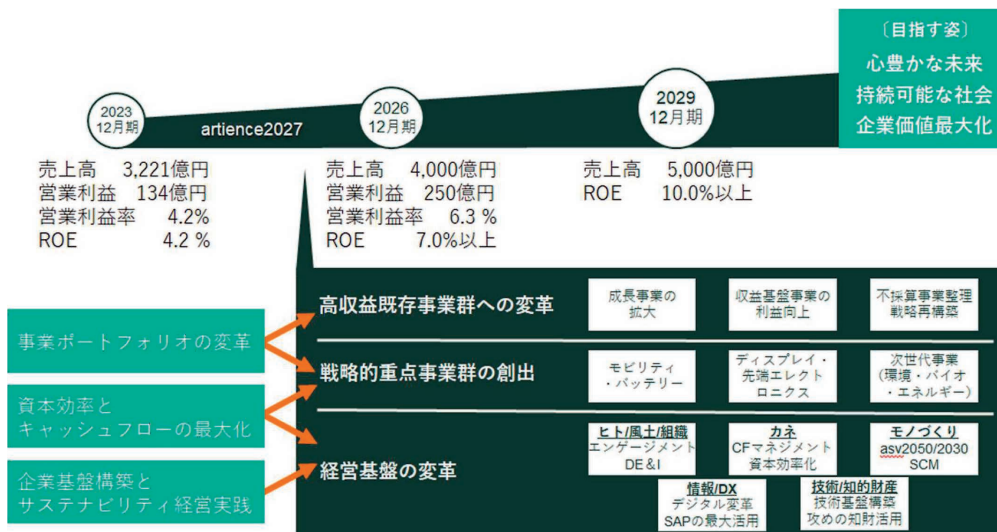 〔目指す姿〕
心豊かな未来
持続可能な社会
企業価値最大化
2023
12月期
artience2027
2026
12月期
2029
12月期
売上高 3,221億円
営業利益 134億円
営業利益率 4.2%
ROE 4.2 %
売上高 4,000億円
営業利益 250億円
営業利益率 6.3 %
ROE 7.0%以上
売上高 5,000億円
ROE 10.0%以上
事業ポートフォリオの変革
資本効率と
キャッシュフローの最大化
企業基盤構築と
サステナビリティ経営実践
高収益既存事業群への変革
成長事業の
拡大
収益基盤事業の
利益向上
不採算事業整理
戦略再構築
戦略的重点事業群の創出
モビリティ
・バッテリー
ディスプレイ・
先端エレクト
ロニクス
次世代事業
(環境・バイオ
・エネルギー)
経営基盤の変革
ヒト/風土/組織
エンゲージメント
DE&I
カネ
CFマネジメント
資本効率化
モノづくり
asv2050/2030
SCM
情報/DX
デジタル変革
SAPの最大活用
技術/知的財産
技術基盤構築
攻めの知財活用